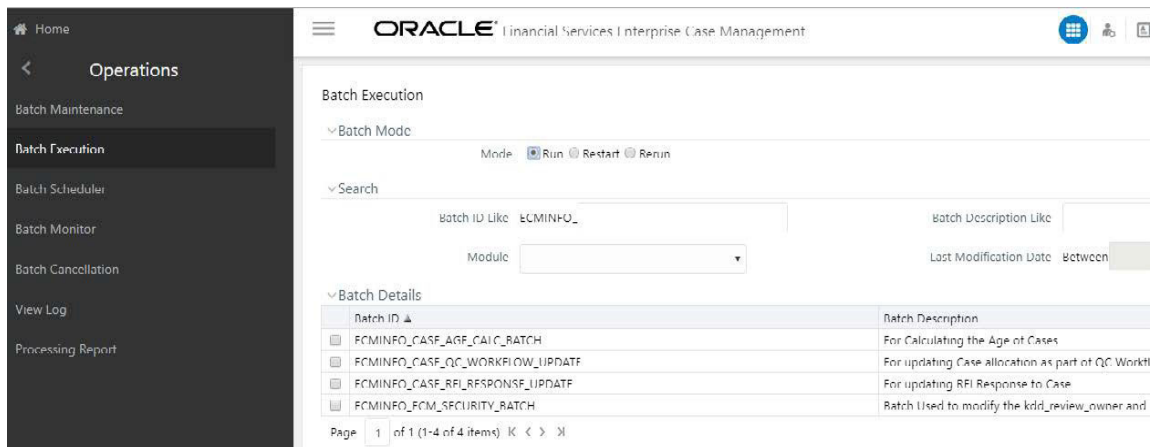 Home
ORACLE® Financial Services Enterprise Case Management
Operations
Batch Maintenance
Batch Execution
Batch Scheduler
Batch Monitor
Batch Cancellation
View Log
Processing Report
Batch Execution
Batch Mode
Mode Run Restart Rerun
Search
Batch ID Like ECMINFO_ Batch Description Like
Module Last Modification Date Between
Batch Details
Batch ID Batch Description
ECMINFO_CASE_AGE_CALC_BATCH For Calculating the Age of Cases
ECMINFO_CASE_QC_WORKFLOW_UPDATE For updating Case allocation as part of QC Workfl
ECMINFO_CASE_RFI_RESPONSE_UPDATE For updating RFI Response to Case
ECMINFO_ECM_SECURITY_BATCH Batch Used to modify the kdd_review_owner and
Page 1 of 1 (1-4 of 4 items)